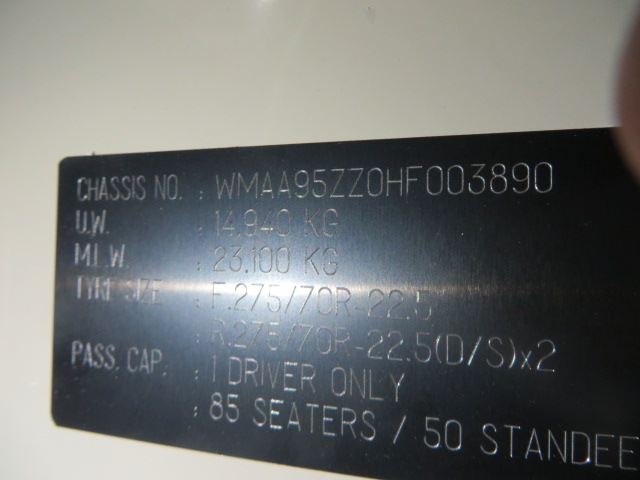 CHASSIS NO. : WMAA95ZZ0HF003890
U.W. : 14,940 KG
M.L.W. : 23,100 KG
TYRE SIZE : F.275/70R-22.5
: R.275/70R-22.5(D/S)x2
PASS. CAP. : 1 DRIVER ONLY
: 85 SEATERS / 50 STANDEE